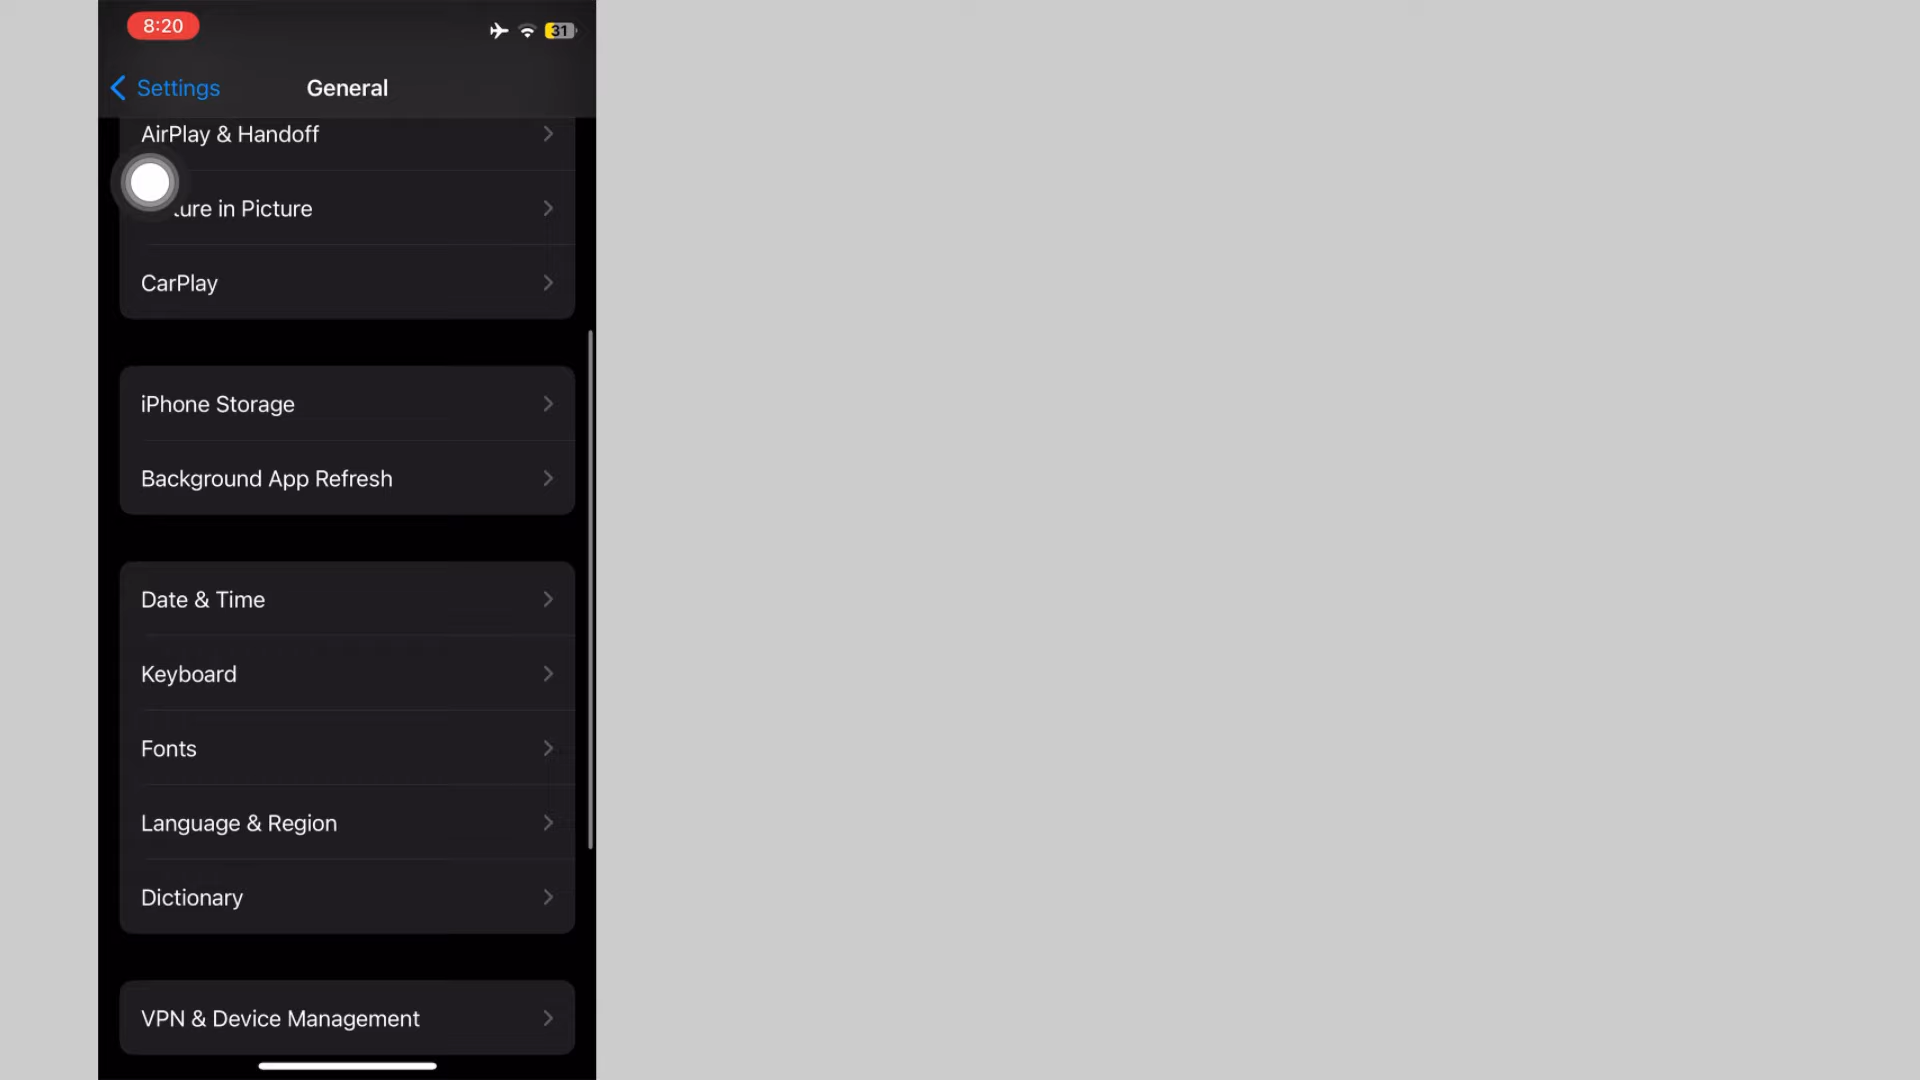 8:20
31
Settings
General
AirPlay & Handoff
ture in Picture
CarPlay
iPhone Storage
Background App Refresh
Date & Time
Keyboard
Fonts
Language & Region
Dictionary
VPN & Device Management